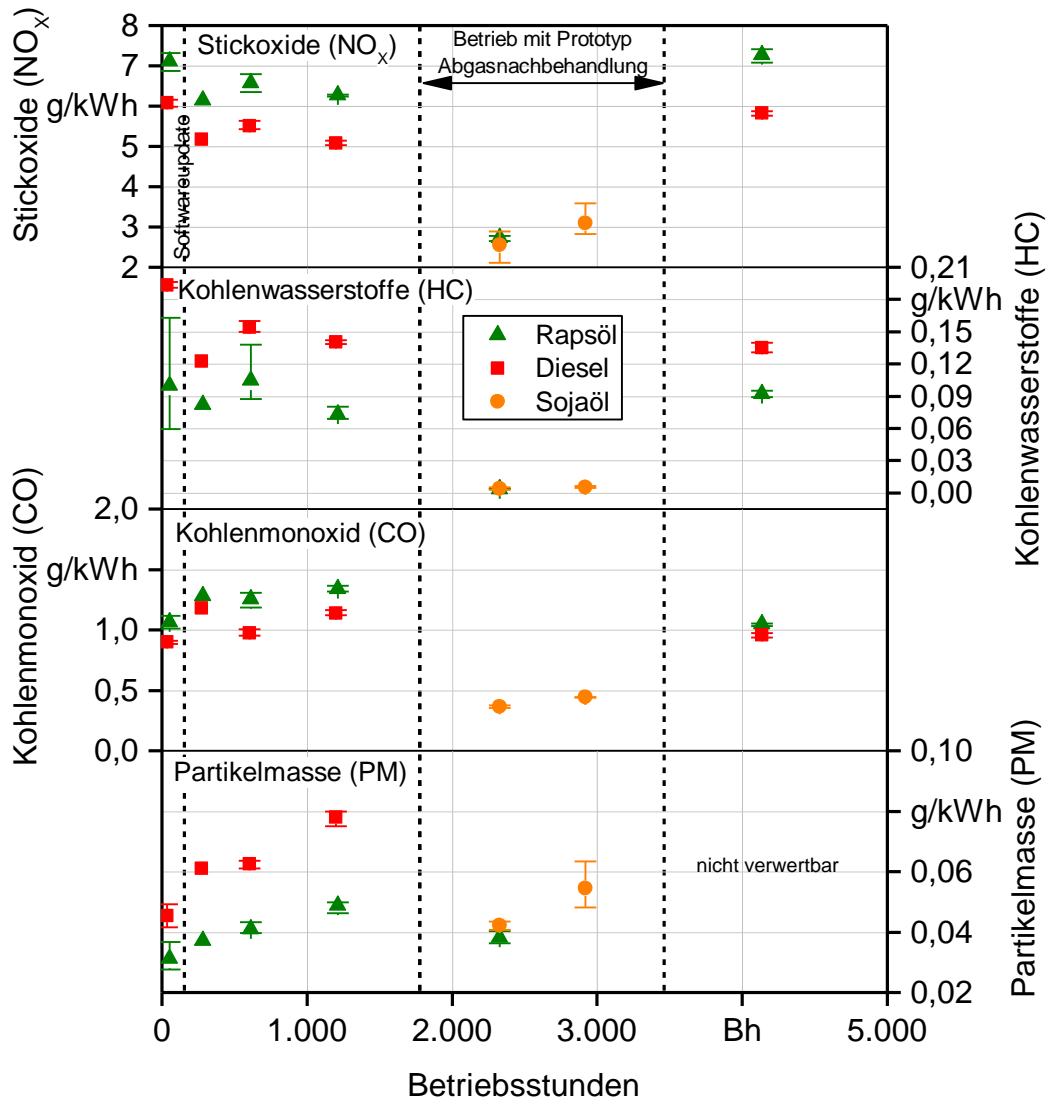 Stickoxide (NOX)
8
7
g/kWh
5
4
3
2
Stickoxide (NOX)
Betrieb mit Prototyp
Abgasnachbehandlung
Softwareupdate
Kohlenwasserstoffe (HC)
0,21
g/kWh
0,15
0,12
0,09
0,06
0,03
0,00
Kohlenwasserstoffe (HC)
Rapsöl
Diesel
Sojaöl
Kohlenmonoxid (CO)
2,0
g/kWh
1,0
0,5
0,0
Kohlenmonoxid (CO)
Partikelmasse (PM)
0,10
g/kWh
0,06
0,04
0,02
Partikelmasse (PM)
nicht verwertbar
0 1.000 2.000 3.000 Bh 5.000
Betriebsstunden